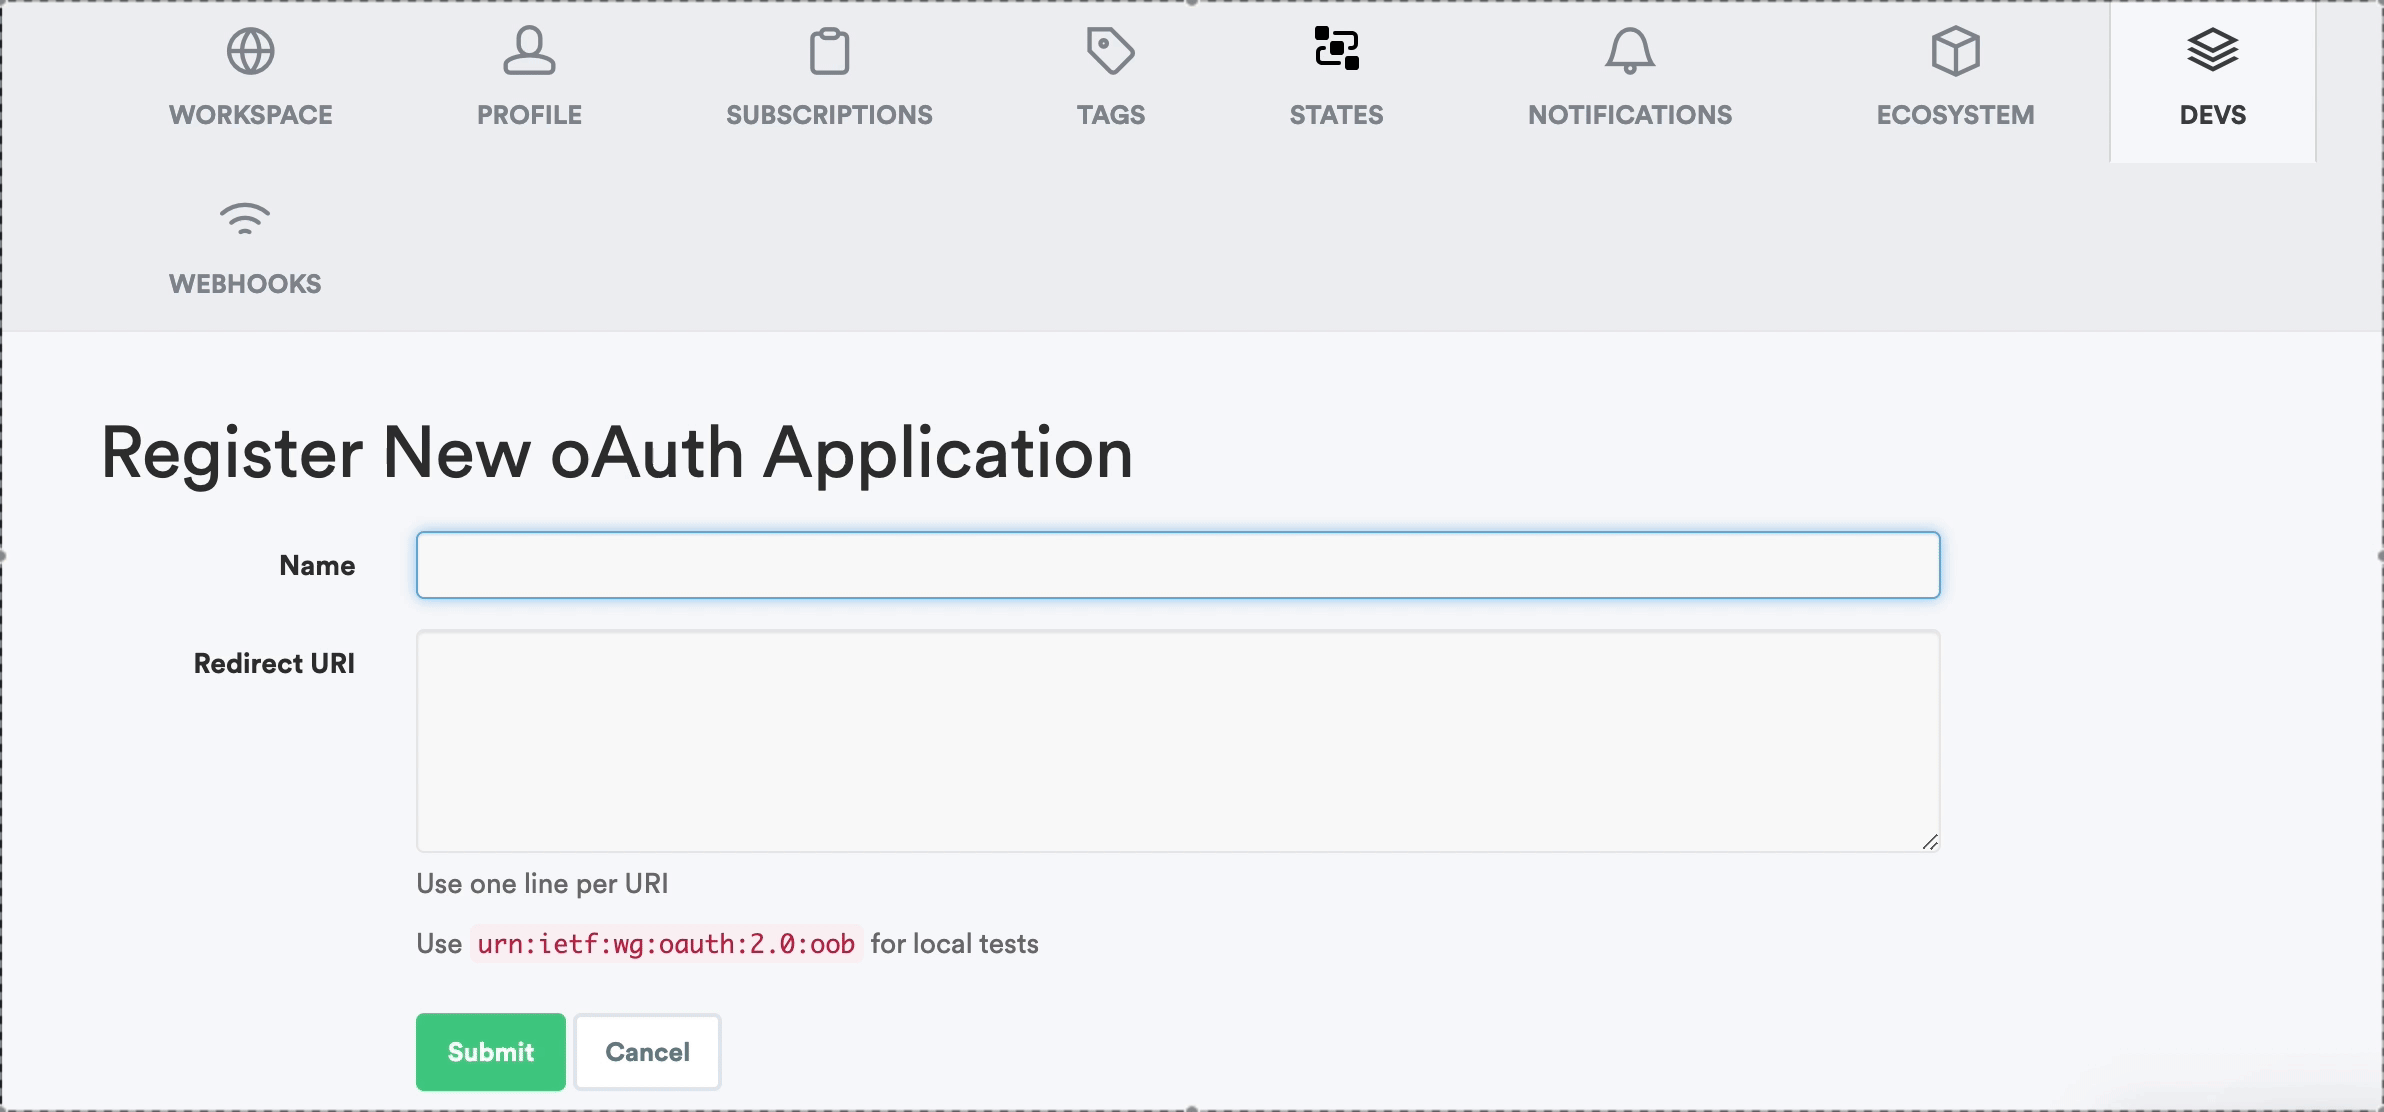 WORKSPACE PROFILE SUBSCRIPTIONS TAGS STATES NOTIFICATIONS ECOSYSTEM DEVS
WEBHOOKS
Register New oAuth Application
Name
Redirect URI
Use one line per URI
Use urn:ietf:wg:oauth:2.0:oob for local tests
Submit Cancel